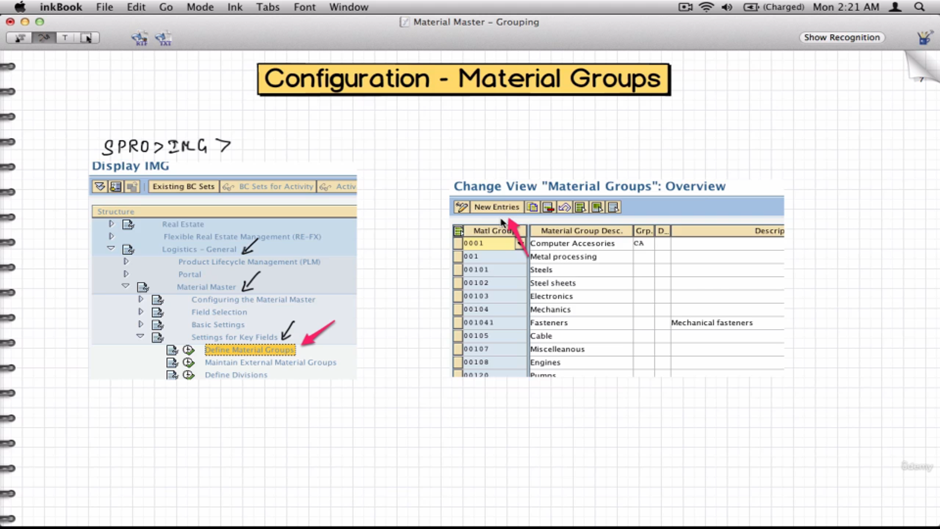 inkBook File Edit Go Mode Ink Tabs Font Window (Charged) Mon 2:21 AM
Material Master – Grouping
T Show Recognition
Configuration - Material Groups
SPRO>IMG>
Display IMG
Existing BC Sets BC Sets for Activity Activ
Structure
Real Estate
Flexible Real Estate Management (RE-FX)
Logistics - General
Product Lifecycle Management (PLM)
Portal
Material Master
Configuring the Material Master
Field Selection
Basic Settings
Settings for Key Fields
Define Material Groups
Maintain External Material Groups
Define Divisions
Change View "Material Groups": Overview
New Entries
Matl Group Material Group Desc. Grp. D.. Descrip
0001 Computer Accesories CA
001 Metal processing
00101 Steels
00102 Steel sheets
00103 Electronics
00104 Mechanics
001041 Fasteners Mechanical fasteners
00105 Cable
00107 Miscelleanous
00108 Engines
00120 Pumps
Udemy